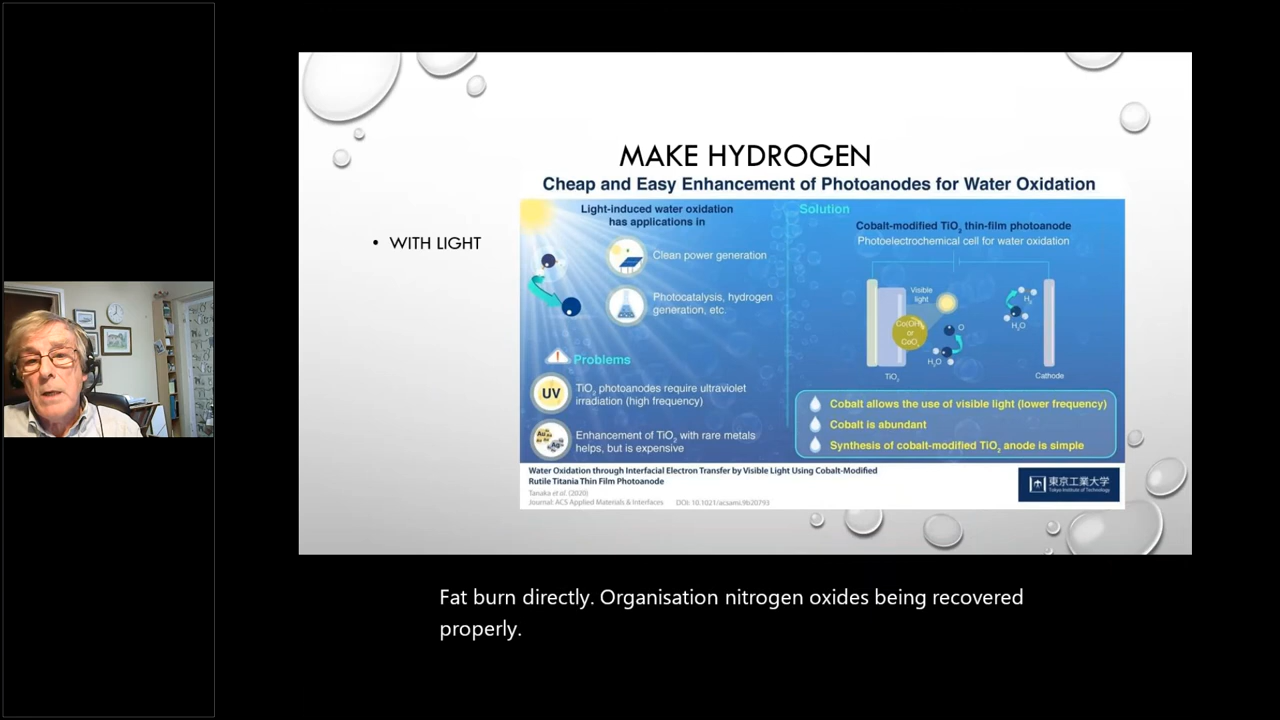 MAKE HYDROGEN
• WITH LIGHT
Cheap and Easy Enhancement of Photoanodes for Water Oxidation
Light-induced water oxidation
has applications in
Clean power generation
Photocatalysis, hydrogen
generation, etc.
Problems
UV
TiO₂ photoanodes require ultraviolet
irradiation (high frequency)
Au
Ag
Enhancement of TiO₂ with rare metals
helps, but is expensive
Solution
Cobalt-modified TiO₂ thin-film photoanode
Photoelectrochemical cell for water oxidation
Visible
light
Co(OH)₂
or
CoOₓ
O
H₂O
TiO₂
H₂
H₂O
Cathode
Cobalt allows the use of visible light (lower frequency)
Cobalt is abundant
Synthesis of cobalt-modified TiO₂ anode is simple
Water Oxidation through Interfacial Electron Transfer by Visible Light Using Cobalt-Modified
Rutile Titania Thin Film Photoanode
Tanaka et al. (2020)
Journal: ACS Applied Materials & Interfaces DOI: 10.1021/acsami.9b20793
東京工業大学
Tokyo Institute of Technology
Fat burn directly. Organisation nitrogen oxides being recovered
properly.